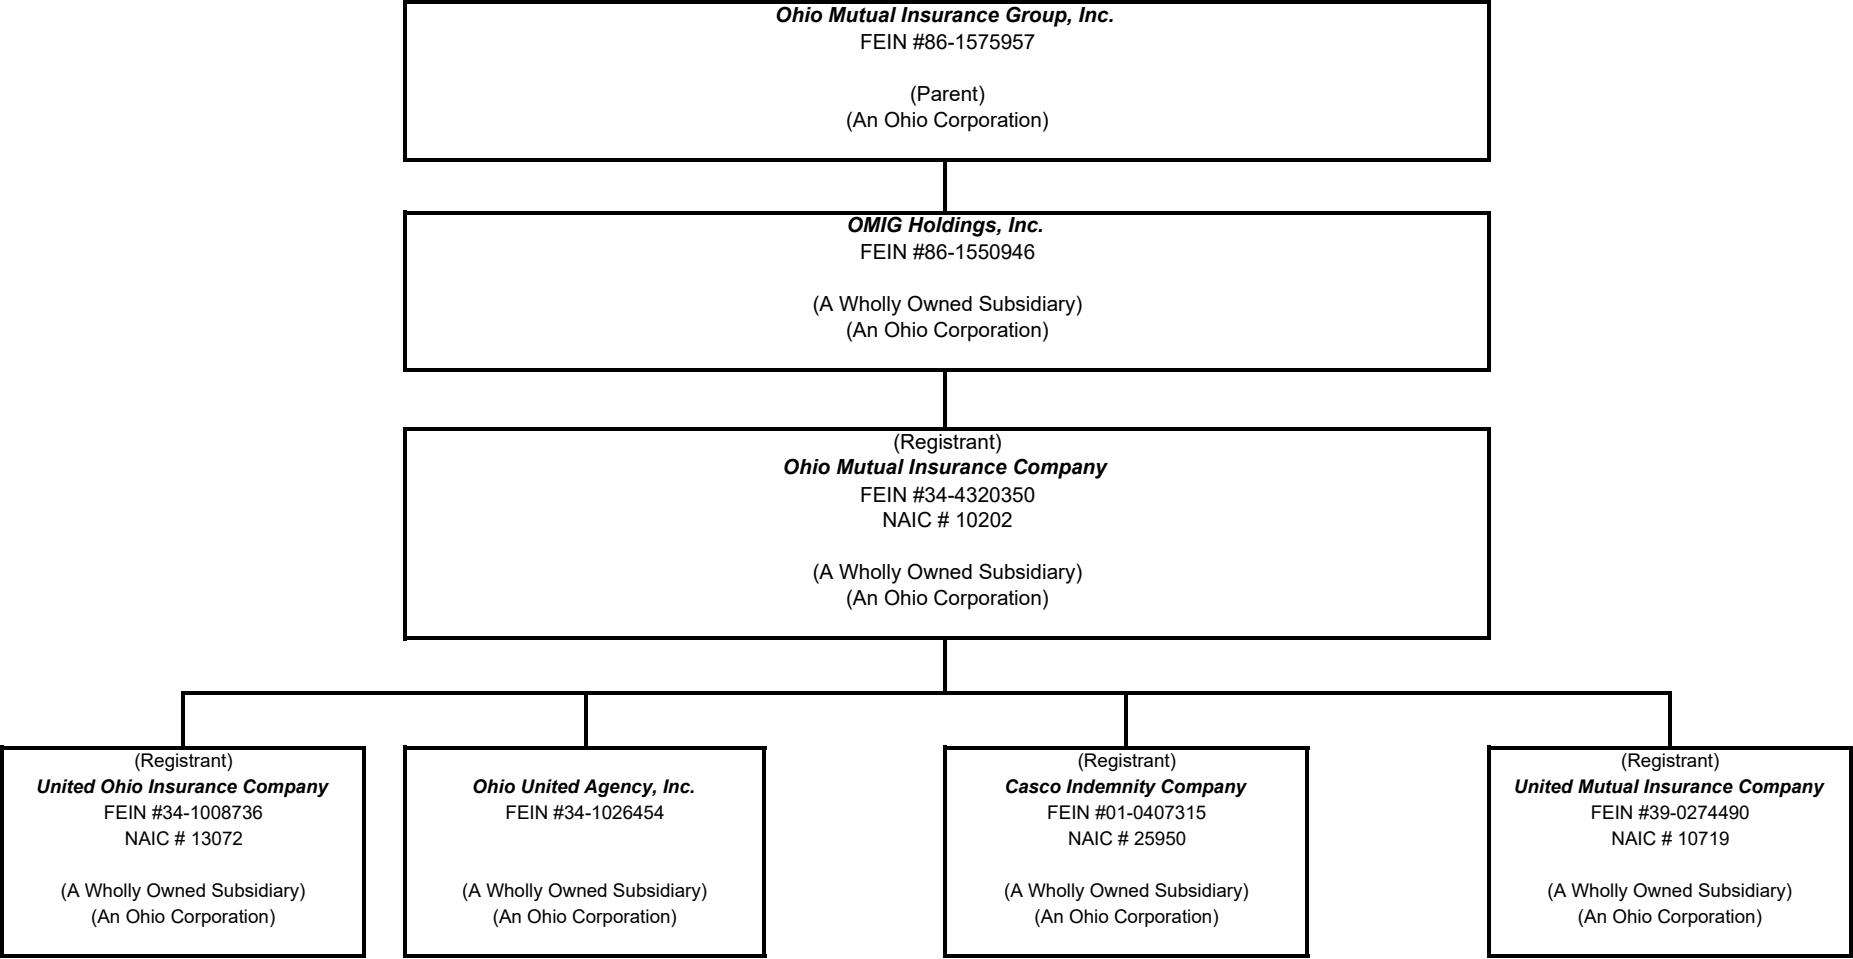 Ohio Mutual Insurance Group, Inc.
FEIN #86-1575957
(Parent)
(An Ohio Corporation)
OMIG Holdings, Inc.
FEIN #86-1550946
(A Wholly Owned Subsidiary)
(An Ohio Corporation)
(Registrant)
Ohio Mutual Insurance Company
FEIN #34-4320350
NAIC # 10202
(A Wholly Owned Subsidiary)
(An Ohio Corporation)
(Registrant)
United Ohio Insurance Company
FEIN #34-1008736
NAIC # 13072
(A Wholly Owned Subsidiary)
(An Ohio Corporation)
Ohio United Agency, Inc.
FEIN #34-1026454
(A Wholly Owned Subsidiary)
(An Ohio Corporation)
(Registrant)
Casco Indemnity Company
FEIN #01-0407315
NAIC # 25950
(A Wholly Owned Subsidiary)
(An Ohio Corporation)
(Registrant)
United Mutual Insurance Company
FEIN #39-0274490
NAIC # 10719
(A Wholly Owned Subsidiary)
(An Ohio Corporation)